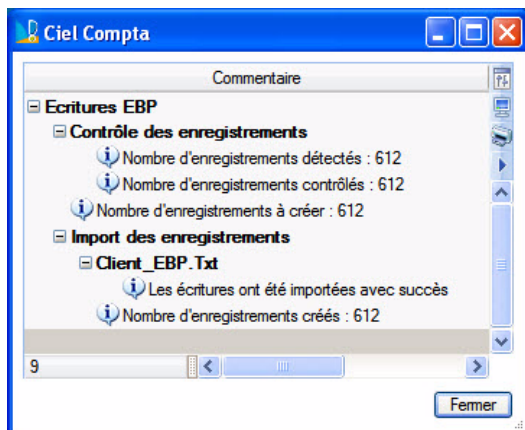 Ciel Compta
Commentaire
Ecritures EBP
Contrôle des enregistrements
Nombre d'enregistrements détectés : 612
Nombre d'enregistrements contrôlés : 612
Nombre d'enregistrements à créer : 612
Import des enregistrements
Client_EBP.Txt
Les écritures ont été importées avec succès
Nombre d'enregistrements créés : 612
9
Fermer